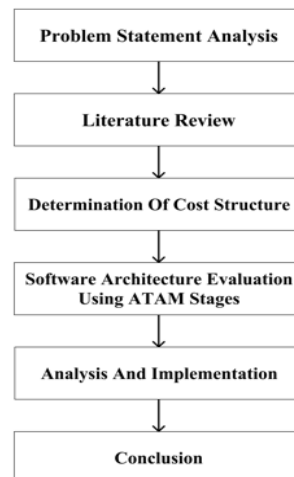 Problem Statement Analysis
Literature Review
Determination Of Cost Structure
Software Architecture Evaluation
Using ATAM Stages
Analysis And Implementation
Conclusion